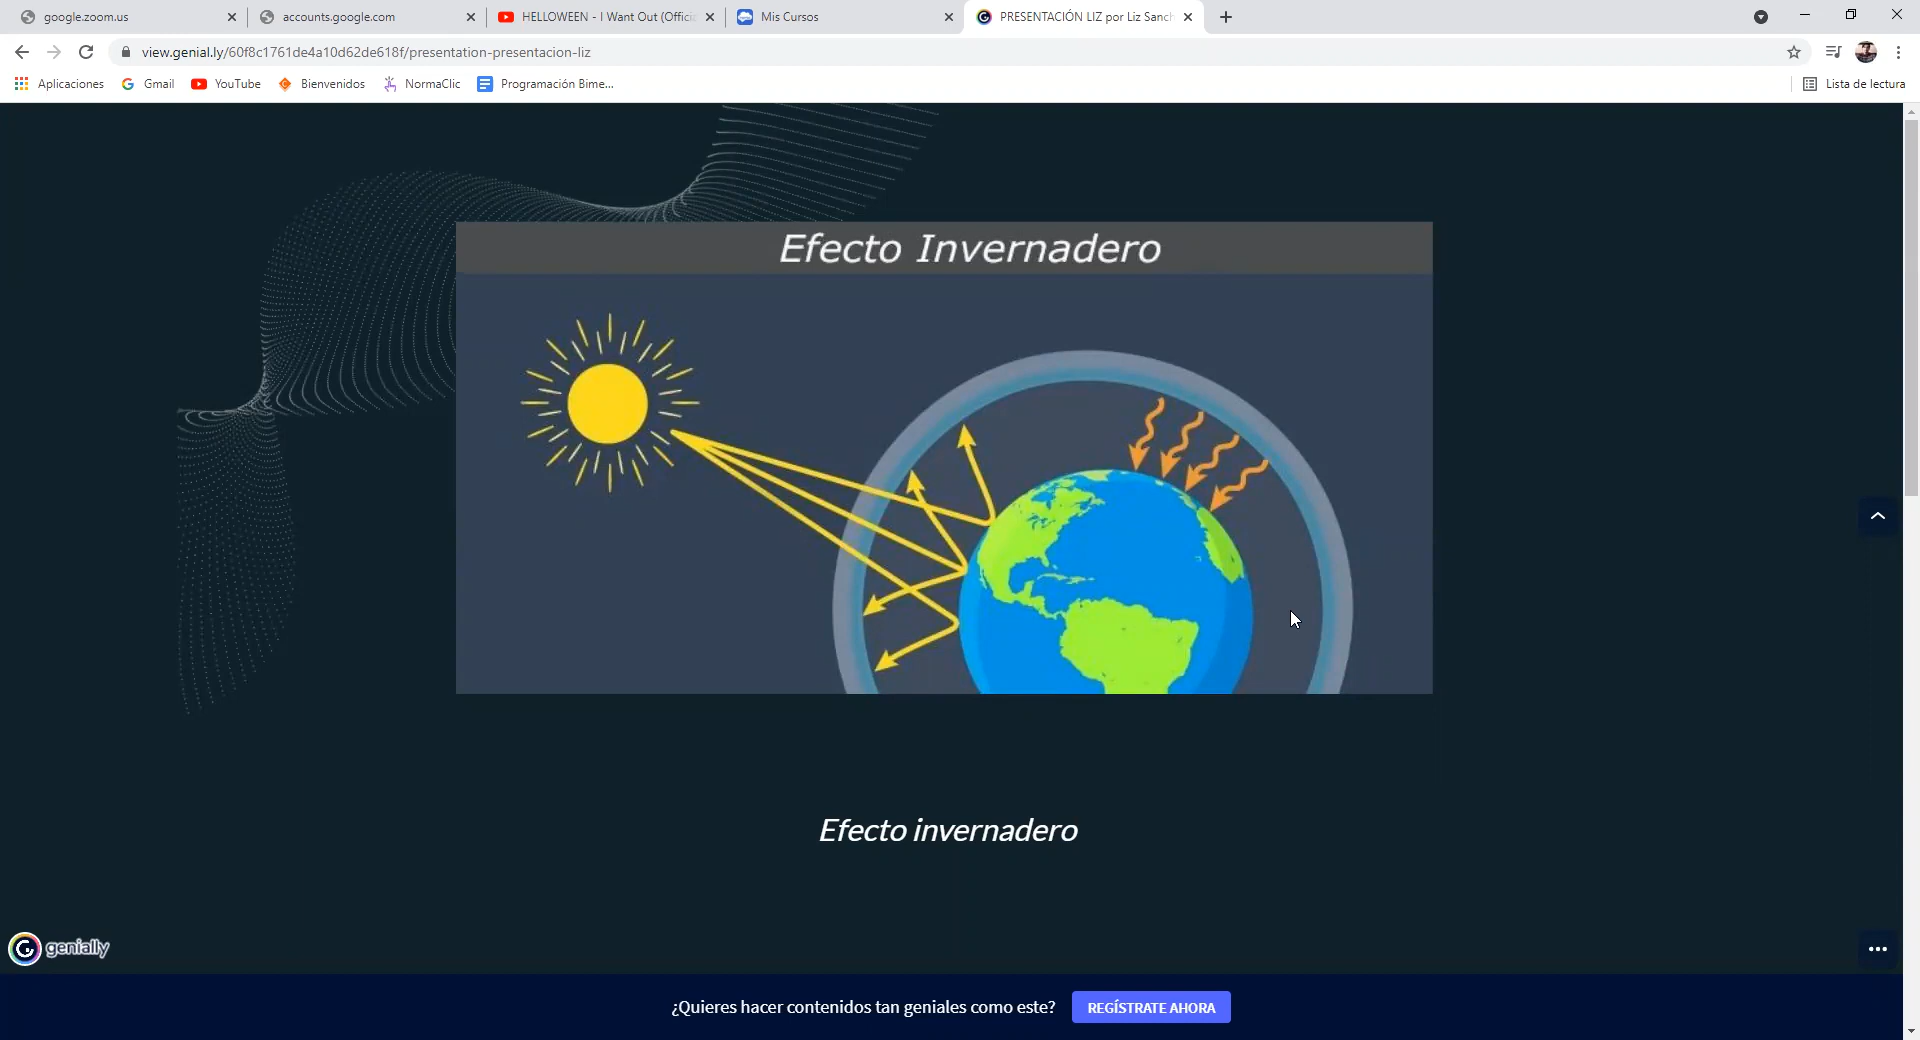 google.zoom.us
accounts.google.com
HELLOWEEN - I Want Out (Offici
Mis Cursos
PRESENTACIÓN LIZ por Liz Sanch
view.genial.ly/60f8c1761de4a10d62de618f/presentation-presentacion-liz
Aplicaciones
Gmail
YouTube
Bienvenidos
NormaClic
Programación Bime...
Lista de lectura
Efecto Invernadero
Efecto invernadero
genially
¿Quieres hacer contenidos tan geniales como este?
REGÍSTRATE AHORA